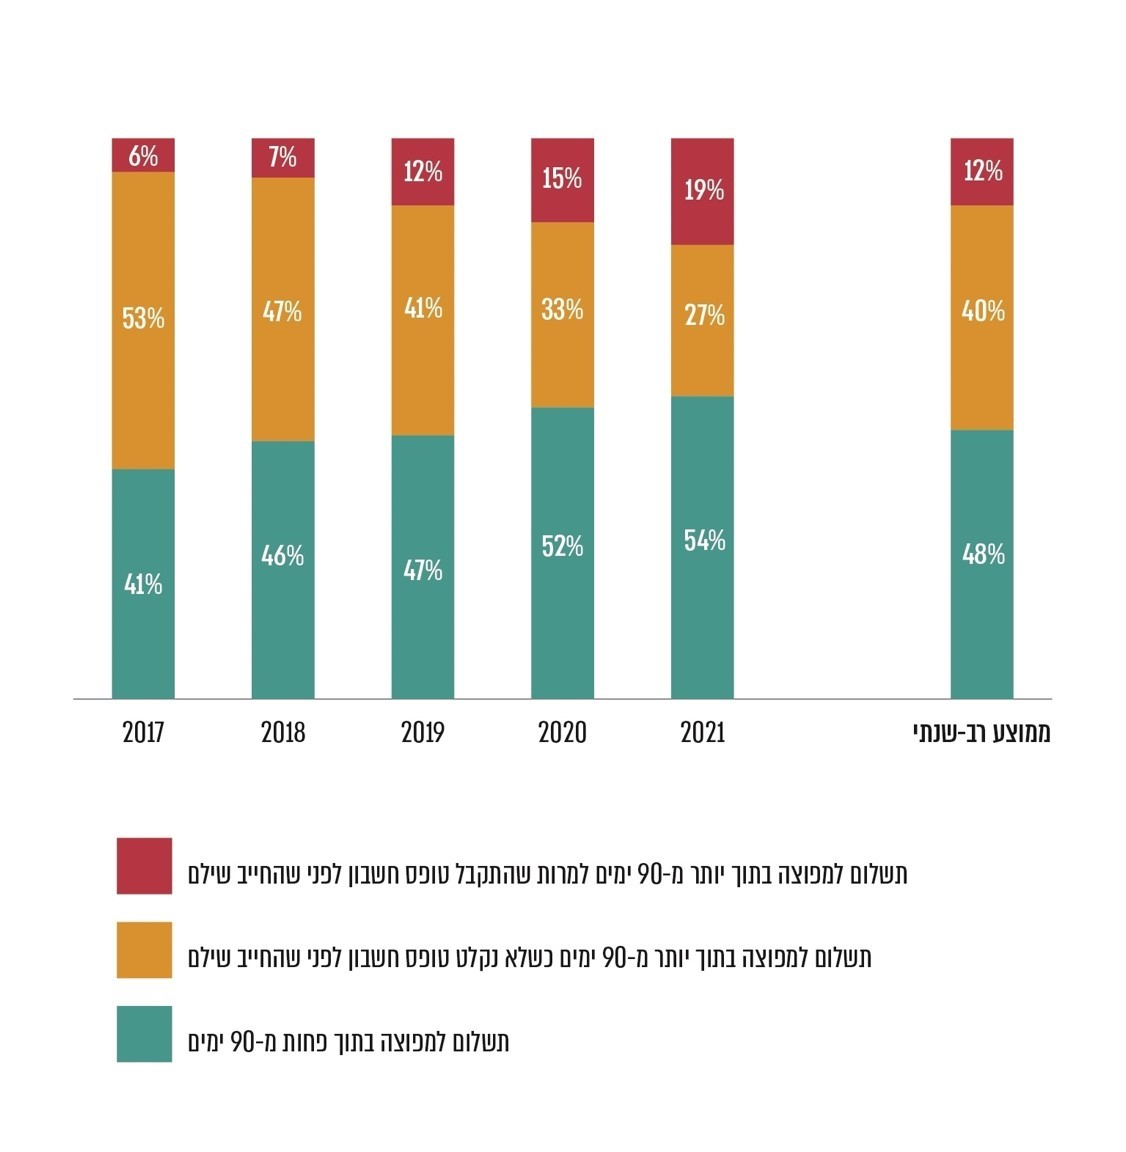 6% 7% 12% 15% 19% 12%
53% 47% 41% 33% 27% 40%
41% 46% 47% 52% 54% 48%
2017 2018 2019 2020 2021 ממוצע רב-שנתי
תשלום למפוצה בתוך יותר מ-90 ימים למרות שהתקבל טופס חשבון לפני שהחייב שילם
תשלום למפוצה בתוך יותר מ-90 ימים כשלא נקלט טופס חשבון לפני שהחייב שילם
תשלום למפוצה בתוך פחות מ-90 ימים